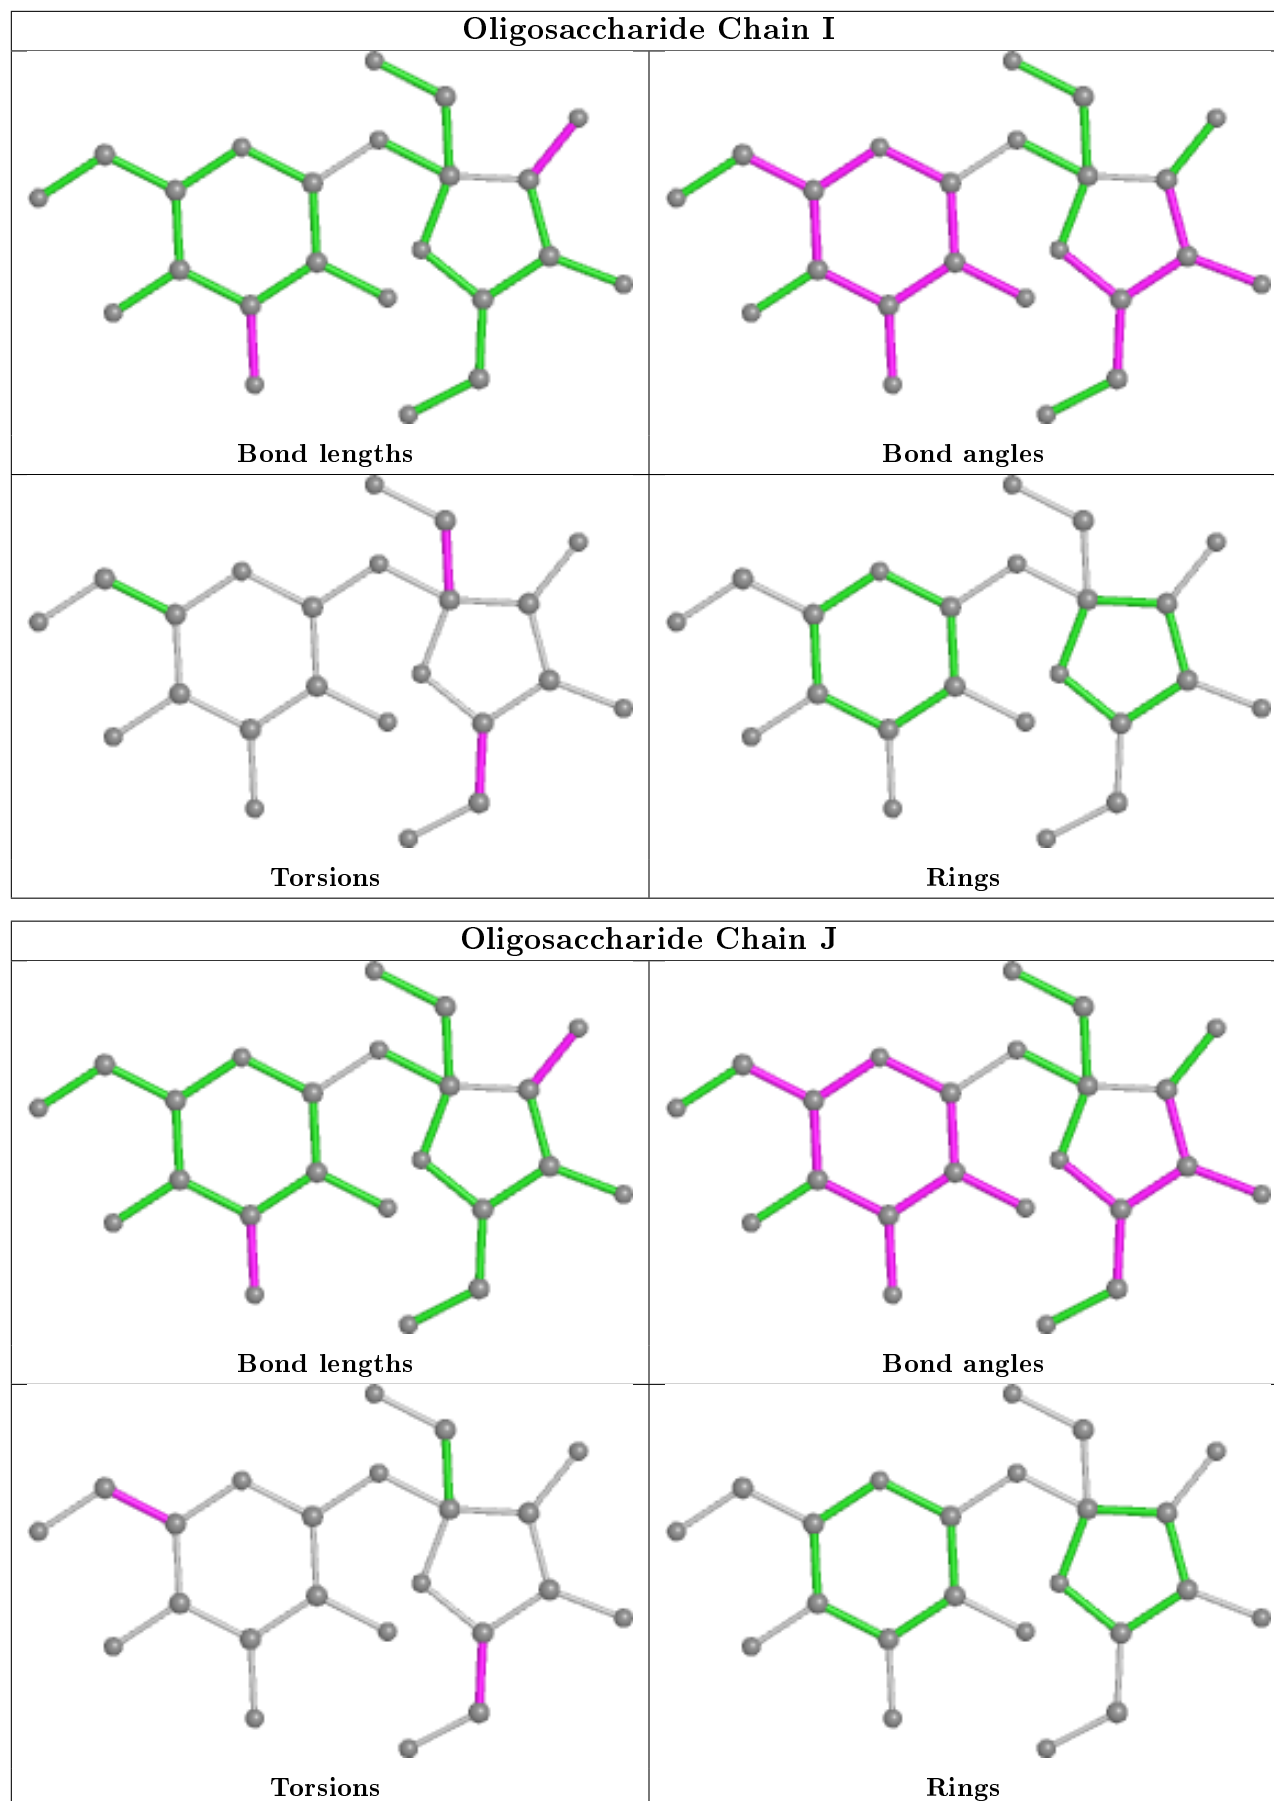 Oligosaccharide Chain I
Bond lengths
Bond angles
Torsions
Rings
Oligosaccharide Chain J
Bond lengths
Bond angles
Torsions
Rings